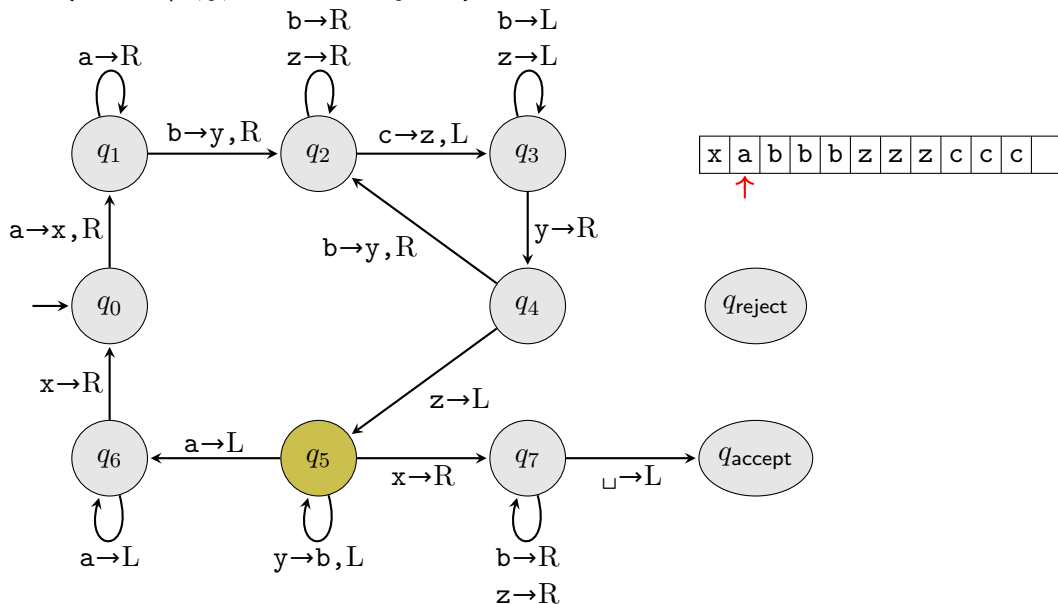 b→R
z→R
b→L
z→L
a→R
q1
b→y,R
q2
c→z,L
q3
x a b b b z z z c c c
a→x,R
b→y,R
y→R
q0
q4
qreject
x→R
z→L
q6
a→L
q5
x→R
q7
␣→L
qaccept
a→L
y→b,L
b→R
z→R